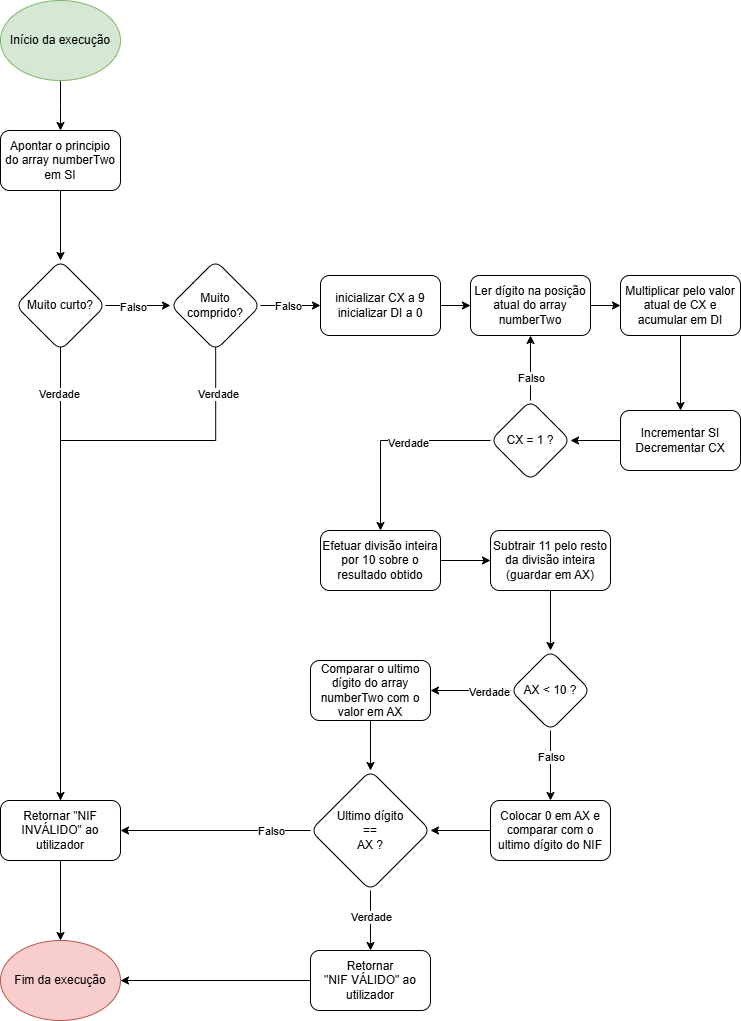 Início da execução
Apontar o principio
do array numberTwo
em SI
Muito curto?
Falso
Muito
comprido?
Falso
inicializar CX a 9
inicializar DI a 0
Ler dígito na posição
atual do array
numberTwo
Multiplicar pelo valor
atual de CX e
acumular em DI
Verdade
Verdade
Falso
Incrementar SI
Decrementar CX
CX = 1 ?
Verdade
Efetuar divisão inteira
por 10 sobre o
resultado obtido
Subtrair 11 pelo resto
da divisão inteira
(guardar em AX)
AX < 10 ?
Verdade
Comparar o ultimo
dígito do array
numberTwo com o
valor em AX
Falso
Colocar 0 em AX e
comparar com o
ultimo dígito do NIF
Ultimo dígito
==
AX ?
Falso
Retornar "NIF
INVÁLIDO" ao
utilizador
Verdade
Retornar
"NIF VÁLIDO" ao
utilizador
Fim da execução